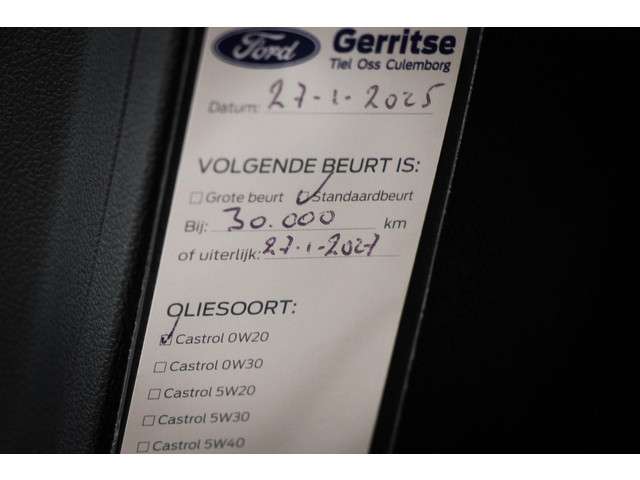 Ford Gerritse
Tiel Oss Culemborg
Datum: 27-1-2025
VOLGENDE BEURT IS:
Grote beurt Standaardbeurt
Bij: 30.000 km
of uiterlijk: 27-1-2027
OLIESOORT:
Castrol 0W20
Castrol 0W30
Castrol 5W20
Castrol 5W30
Castrol 5W40